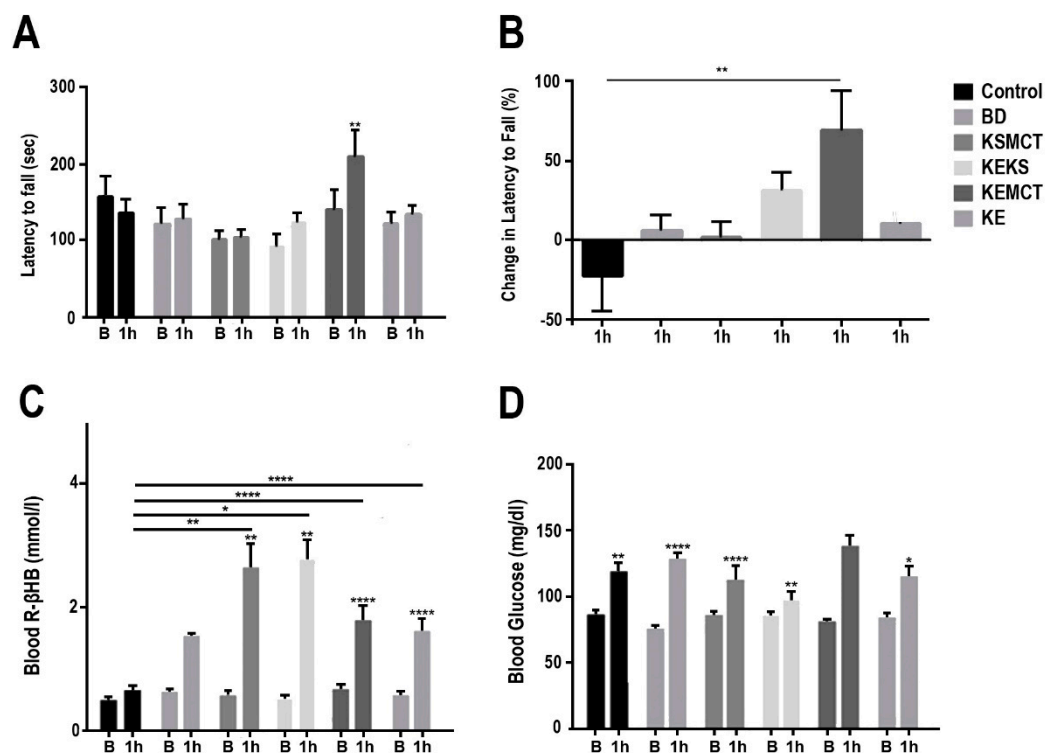 A
Latency to fall (sec)
300
200
100
0
**
B 1h B 1h B 1h B 1h B 1h B 1h
B
Change in Latency to Fall (%)
100
50
0
-50
**
1h 1h 1h 1h 1h 1h
Control
BD
KSMCT
KEKS
KEMCT
KE
C
Blood R-βHB (mmol/l)
4
2
0
****
****
*
**
** ** **** ****
B 1h B 1h B 1h B 1h B 1h B 1h
D
Blood Glucose (mg/dl)
200
150
100
50
0
** **** **** ** *
B 1h B 1h B 1h B 1h B 1h B 1h